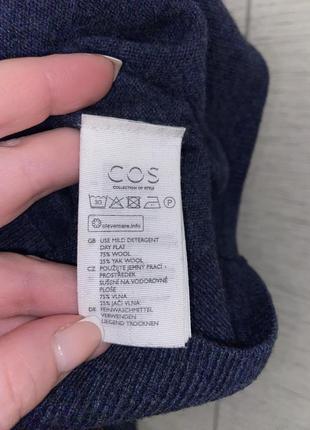 COS
COLLECTION OF STYLE
30 P
clevercare.info
GB USE MILD DETERGENT
DRY FLAT
75% WOOL
25% YAK WOOL
CZ POUŽIJTE JEMNÝ PRACÍ
PROSTŘEDEK
SUŠENÍ NA VODOROVNÉ
PLOŠE
75% VLNA
25% JAČÍ VLNA
DE FEINWASCHMITTEL
VERWENDEN
LIEGEND TROCKNEN